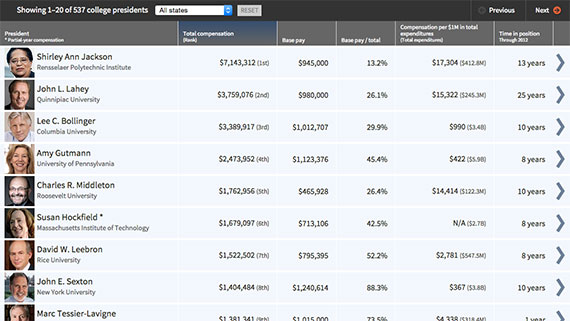 Showing 1–20 of 537 college presidents All states RESET Previous Next
President Total compensation Base pay Base pay / total Compensation per $1M in total expenditures Time in position
* Partial-year compensation (Rank) (Total expenditures) Through 2012
Shirley Ann Jackson
Rensselaer Polytechnic Institute
$7,143,312 (1st) $945,000 13.2% $17,304 ($412.8M) 13 years
John L. Lahey
Quinnipiac University
$3,759,076 (2nd) $980,000 26.1% $15,322 ($245.3M) 25 years
Lee C. Bollinger
Columbia University
$3,389,917 (3rd) $1,012,707 29.9% $990 ($3.4B) 10 years
Amy Gutmann
University of Pennsylvania
$2,473,952 (4th) $1,123,376 45.4% $422 ($5.9B) 8 years
Charles R. Middleton
Roosevelt University
$1,762,956 (5th) $465,928 26.4% $14,414 ($122.3M) 10 years
Susan Hockfield *
Massachusetts Institute of Technology
$1,679,097 (6th) $713,106 42.5% N/A ($2.7B) 8 years
David W. Leebron
Rice University
$1,522,502 (7th) $795,395 52.2% $2,781 ($547.5M) 8 years
John E. Sexton
New York University
$1,404,484 (8th) $1,240,614 88.3% $367 ($3.8B) 10 years
Marc Tessier-Lavigne
$1,381,341 (9th) $1,015,000 73.5% $4,338 ($318.4M) 1 year